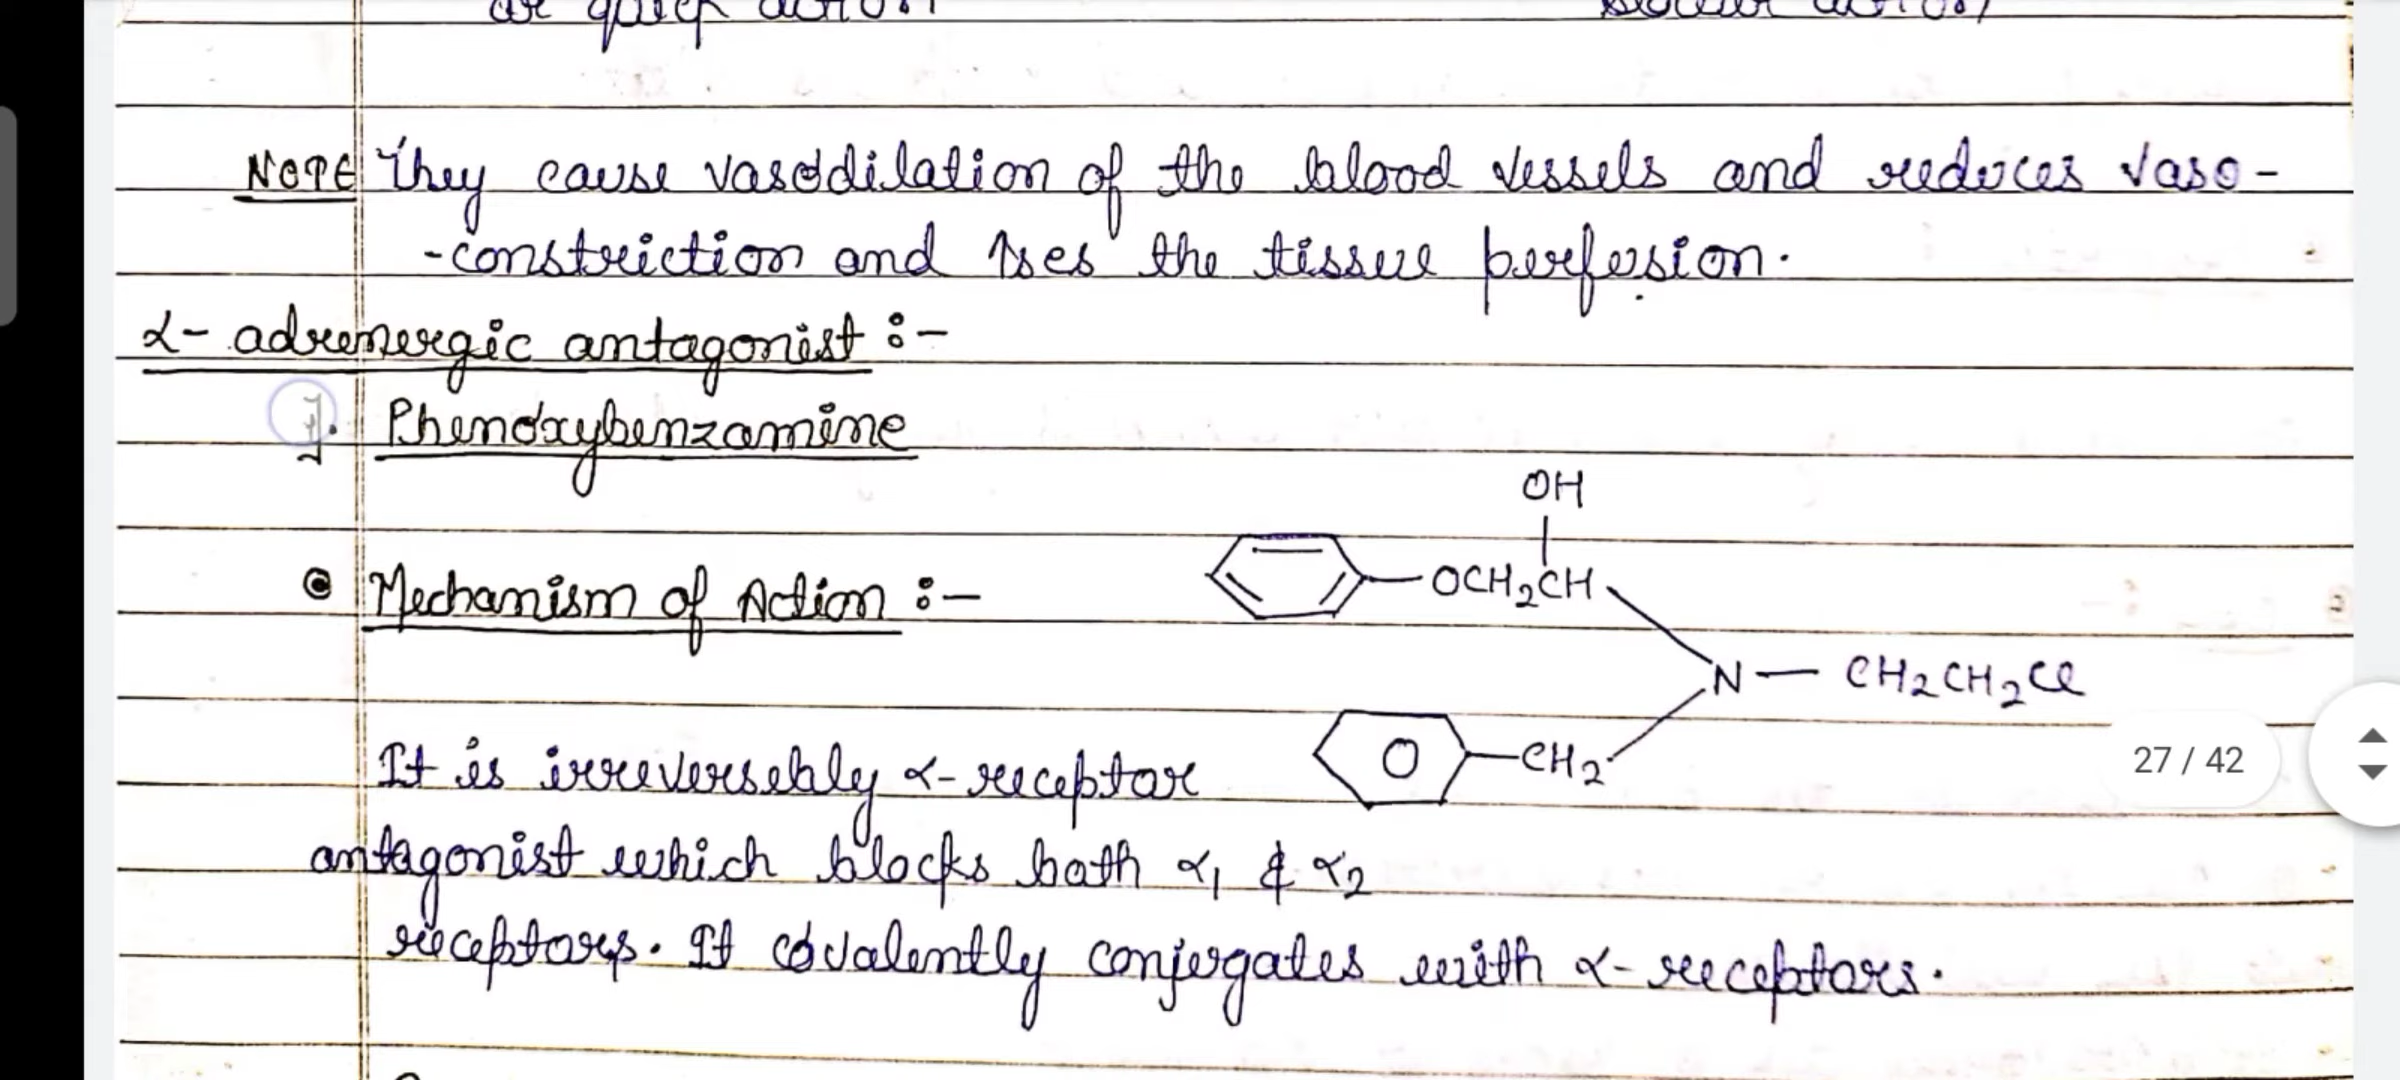 NOTE They cause vasodilation of the blood vessels and reduces vaso-
-constriction and ↑ses the tissue perfusion.
α- adrenergic antagonist :-
1. Phenoxybenzamine
OH
OCH₂CH
• Mechanism of Action :-
N — CH₂CH₂Cl
CH₂
27 / 42
It is irreversebly α- receptor
antagonist which blocks both α₁ & α₂
receptors. It covalently conjugates with α- receptors.